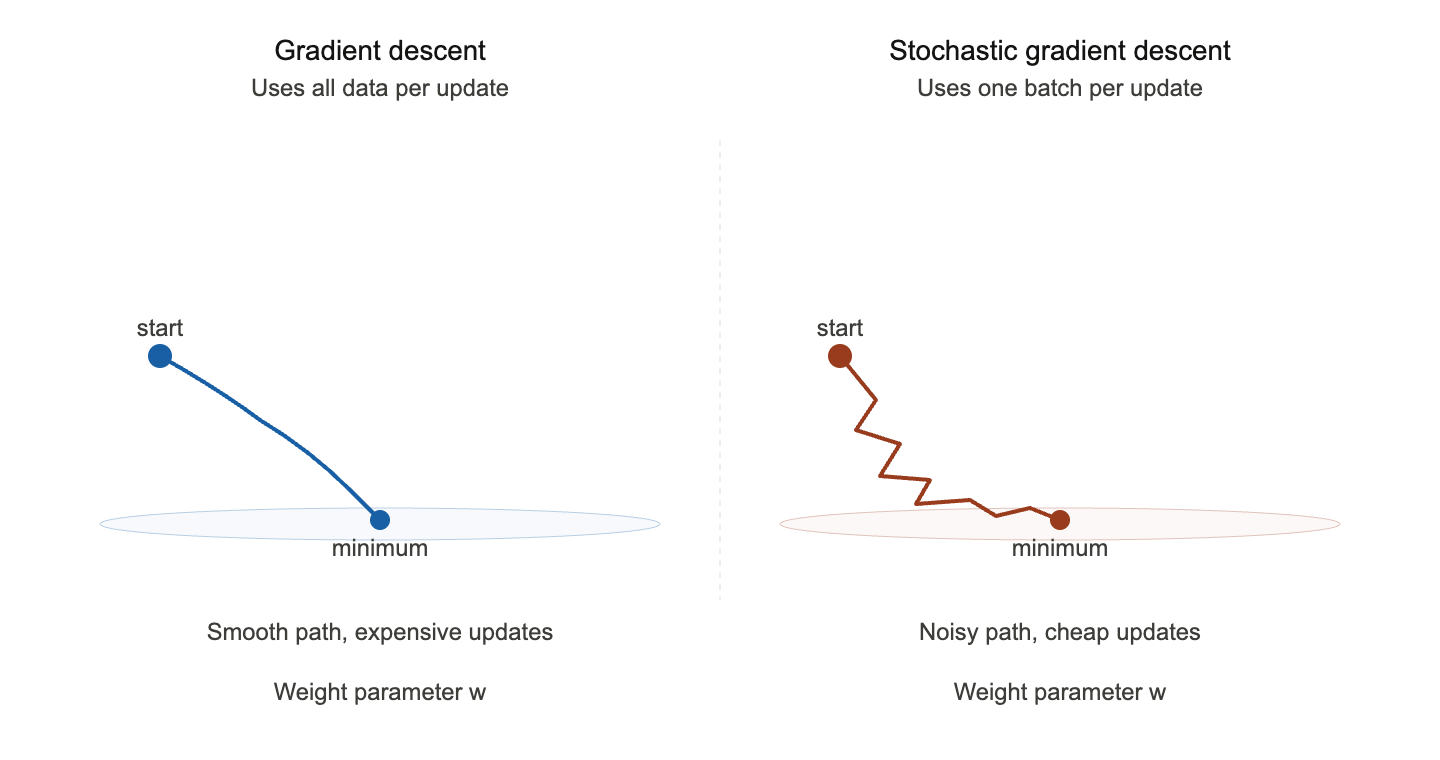 Gradient descent
Uses all data per update
start
minimum
Smooth path, expensive updates
Weight parameter w
Stochastic gradient descent
Uses one batch per update
start
minimum
Noisy path, cheap updates
Weight parameter w